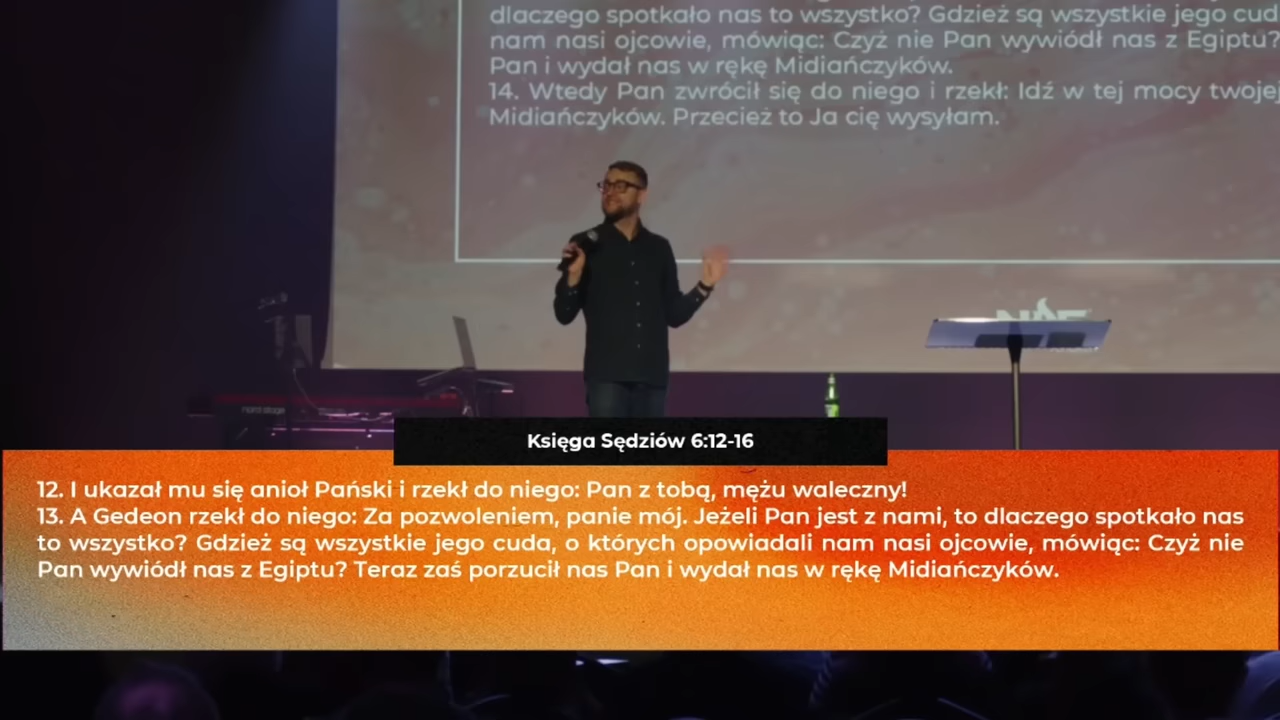 dlaczego spotkało nas to wszystko? Gdzież są wszystkie jego cud
nam nasi ojcowie, mówiąc: Czyż nie Pan wywiódł nas z Egiptu?
Pan i wydał nas w rękę Midiańczyków.
14. Wtedy Pan zwrócił się do niego i rzekł: Idź w tej mocy twojej
Midiańczyków. Przecież to Ja cię wysyłam.
nord stage
Księga Sędziów 6:12-16
12. I ukazał mu się anioł Pański i rzekł do niego: Pan z tobą, mężu waleczny!
13. A Gedeon rzekł do niego: Za pozwoleniem, panie mój. Jeżeli Pan jest z nami, to dlaczego spotkało nas
to wszystko? Gdzież są wszystkie jego cuda, o których opowiadali nam nasi ojcowie, mówiąc: Czyż nie
Pan wywiódł nas z Egiptu? Teraz zaś porzucił nas Pan i wydał nas w rękę Midiańczyków.